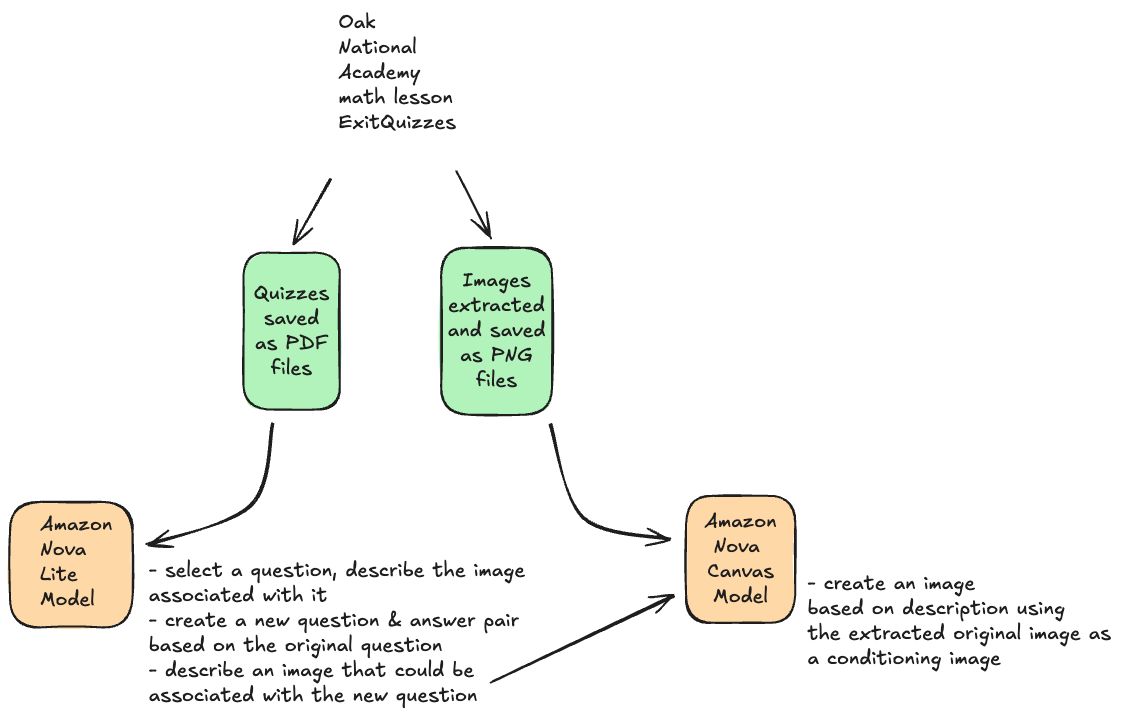 Oak
National
Academy
math lesson
ExitQuizzes
Quizzes
saved
as PDF
files
Images
extracted
and saved
as PNG
files
Amazon
Nova
Lite
Model
- select a question, describe the image
associated with it
- create a new question & answer pair
based on the original question
- describe an image that could be
associated with the new question
Amazon
Nova
Canvas
Model
- create an image
based on description using
the extracted original image as
a conditioning image